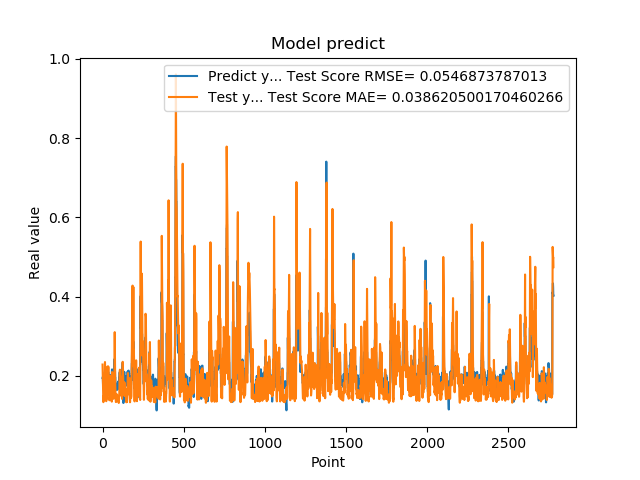 Model predict
Predict y... Test Score RMSE= 0.0546873787013
Test y... Test Score MAE= 0.038620500170460266
1.0
0.8
0.6
0.4
0.2
Real value
0
500
1000
1500
2000
2500
Point